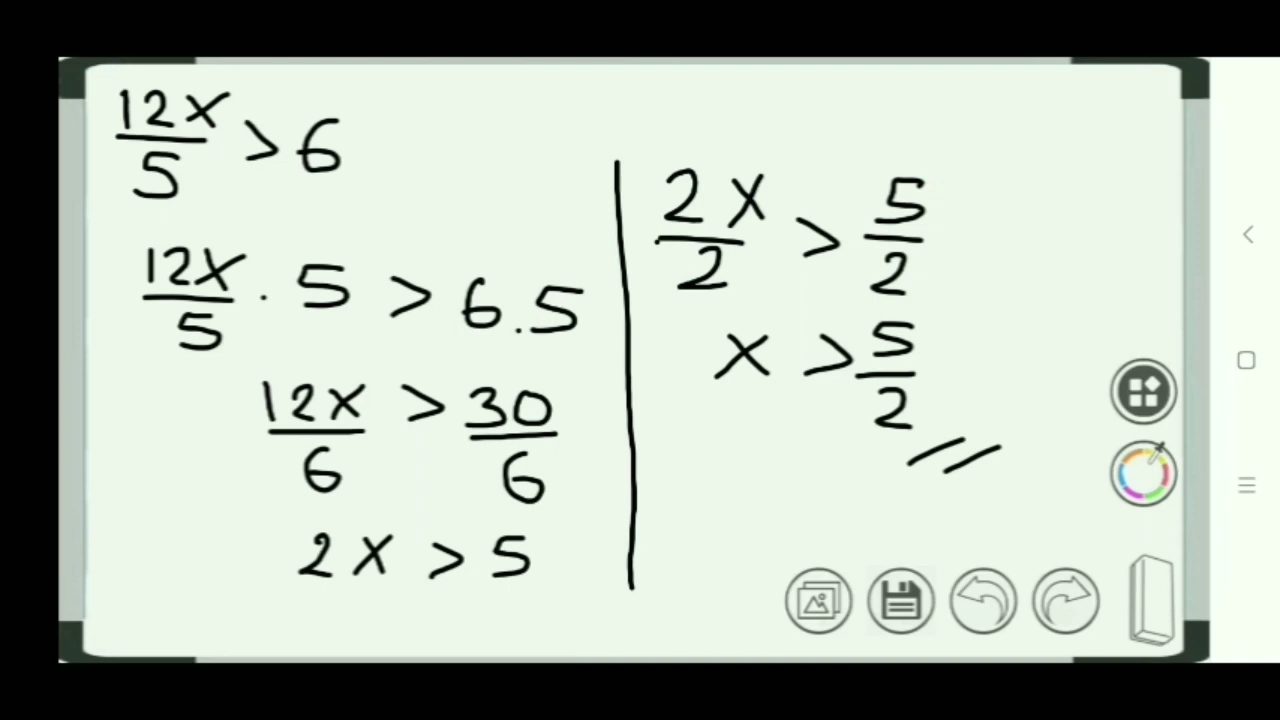 12x/5 > 6
12x/5 . 5 > 6.5
12x/6 > 30/6
2x > 5
2x/2 > 5/2
x > 5/2